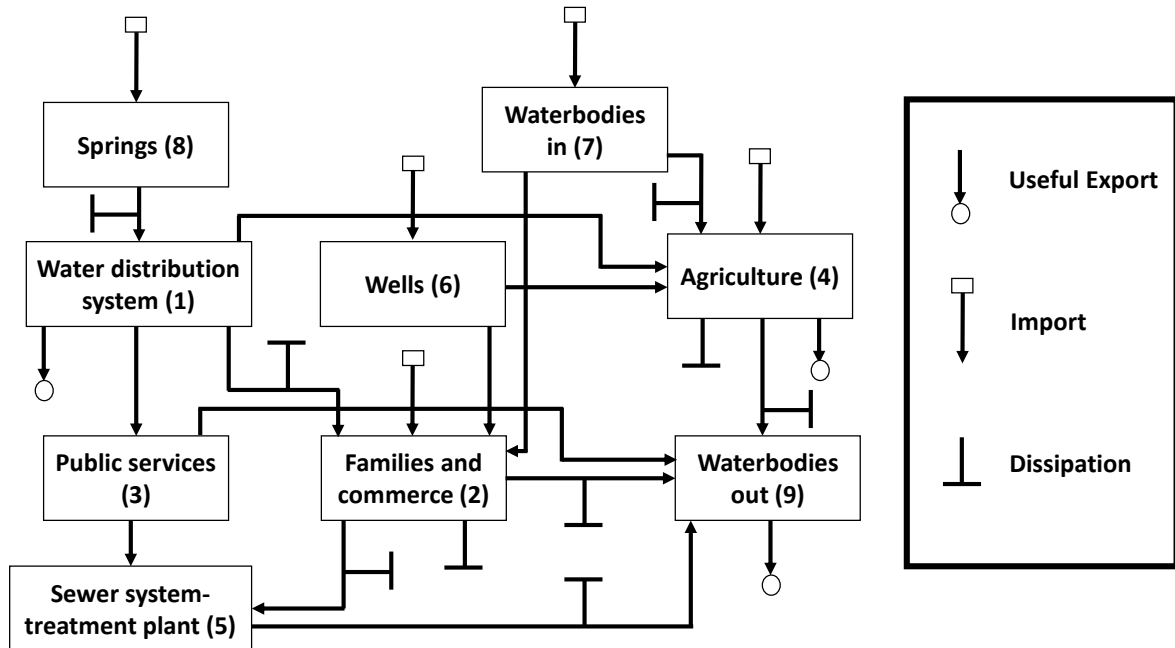 Springs (8)
Waterbodies
in (7)
Water distribution
system (1)
Wells (6)
Agriculture (4)
Public services
(3)
Families and
commerce (2)
Waterbodies
out (9)
Sewer system-
treatment plant (5)
Useful Export
Import
Dissipation